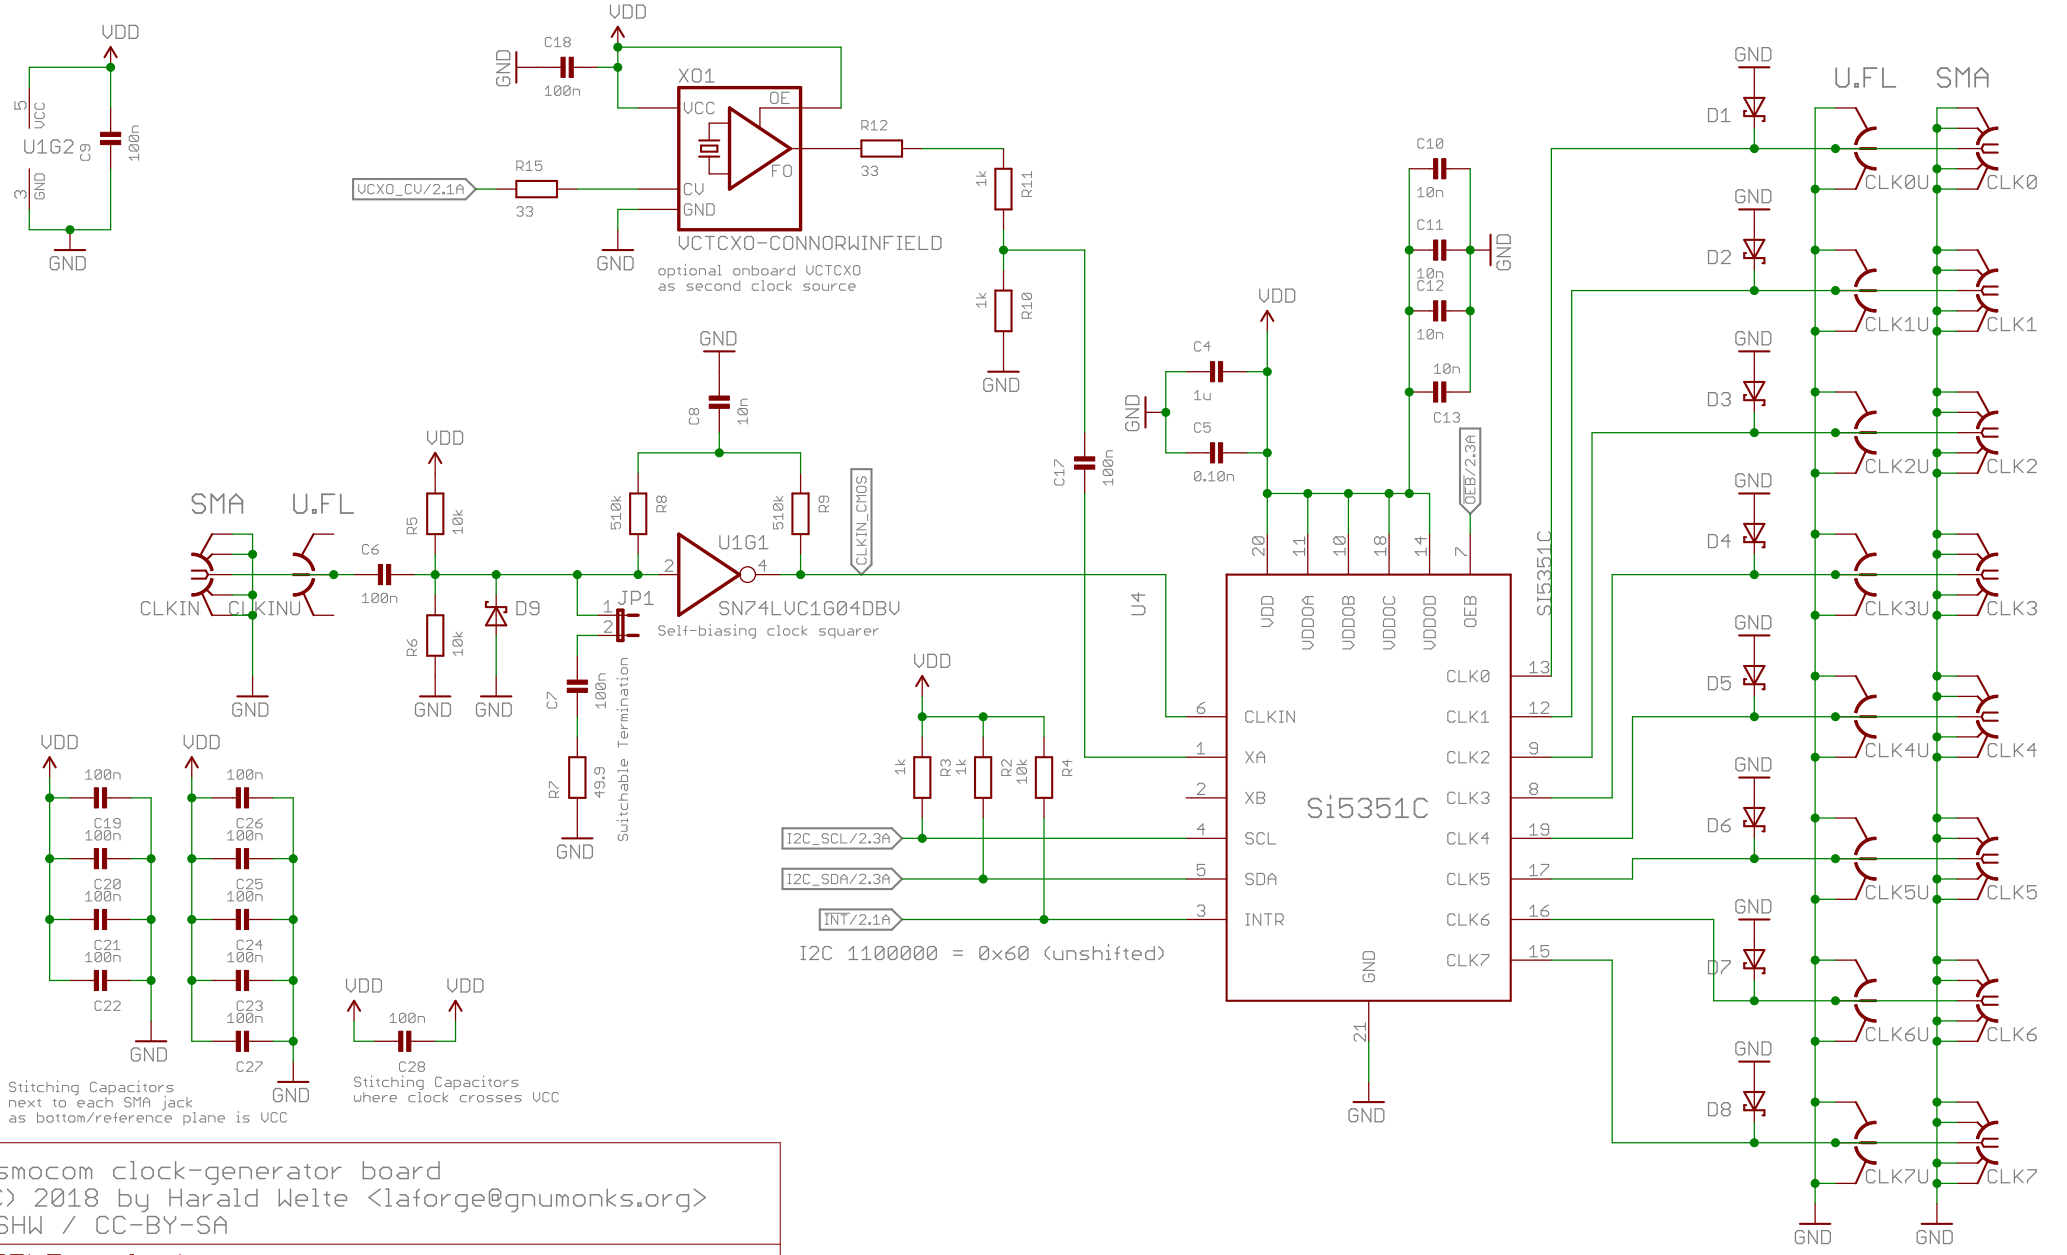 VDD
5
VCC
U1G2
3
GND
C9
100n
GND
VDD
GND
C18
100n
XO1
VCC
OE
FO
CV
GND
VCXO_CV/2.1A
R15
33
R12
33
GND
VCTCXO-CONNORWINFIELD
optional onboard VCTCXO
as second clock source
1k
R11
1k
R10
GND
GND
C8
10n
SMA
U.FL
CLKIN
CLKINU
GND
C6
100n
VDD
R5
10k
R6
10k
GND
D9
GND
510k
R8
510k
R9
2
U1G1
4
SN74LVC1G04DBV
Self-biasing clock squarer
CLKIN_CMOS
JP1
1
2
C7
100n
R7
49.9
GND
Switchable Termination
C17
100n
VDD
GND
C4
1u
C5
0.10n
C10
10n
C11
10n
C12
10n
10n
C13
GND
OEB/2.3A
U4
SI5351C
20
11
10
18
14
7
VDD
VDDOA
VDDOB
VDDOC
VDDOD
OEB
6
CLKIN
1
XA
2
XB
4
SCL
5
SDA
3
INTR
Si5351C
CLK0
13
CLK1
12
CLK2
9
CLK3
8
CLK4
19
CLK5
17
CLK6
16
CLK7
15
GND
21
GND
VDD
1k
R3
1k
R2
10k
R4
I2C_SCL/2.3A
I2C_SDA/2.3A
INT/2.1A
I2C 1100000 = 0x60 (unshifted)
U.FL
SMA
GND
D1
CLK0U
CLK0
GND
D2
CLK1U
CLK1
GND
D3
CLK2U
CLK2
GND
D4
CLK3U
CLK3
GND
D5
CLK4U
CLK4
GND
D6
CLK5U
CLK5
GND
D7
CLK6U
CLK6
GND
D8
CLK7U
CLK7
GND
GND
VDD
100n
C19
100n
C20
100n
C21
100n
C22
GND
VDD
100n
C26
100n
C25
100n
C24
100n
C23
100n
C27
GND
Stitching Capacitors
next to each SMA jack
as bottom/reference plane is VCC
VDD
VDD
100n
C28
Stitching Capacitors
where clock crosses VCC
smocom clock-generator board
C) 2018 by Harald Welte <laforge@gnumonks.org>
SHW / CC-BY-SA